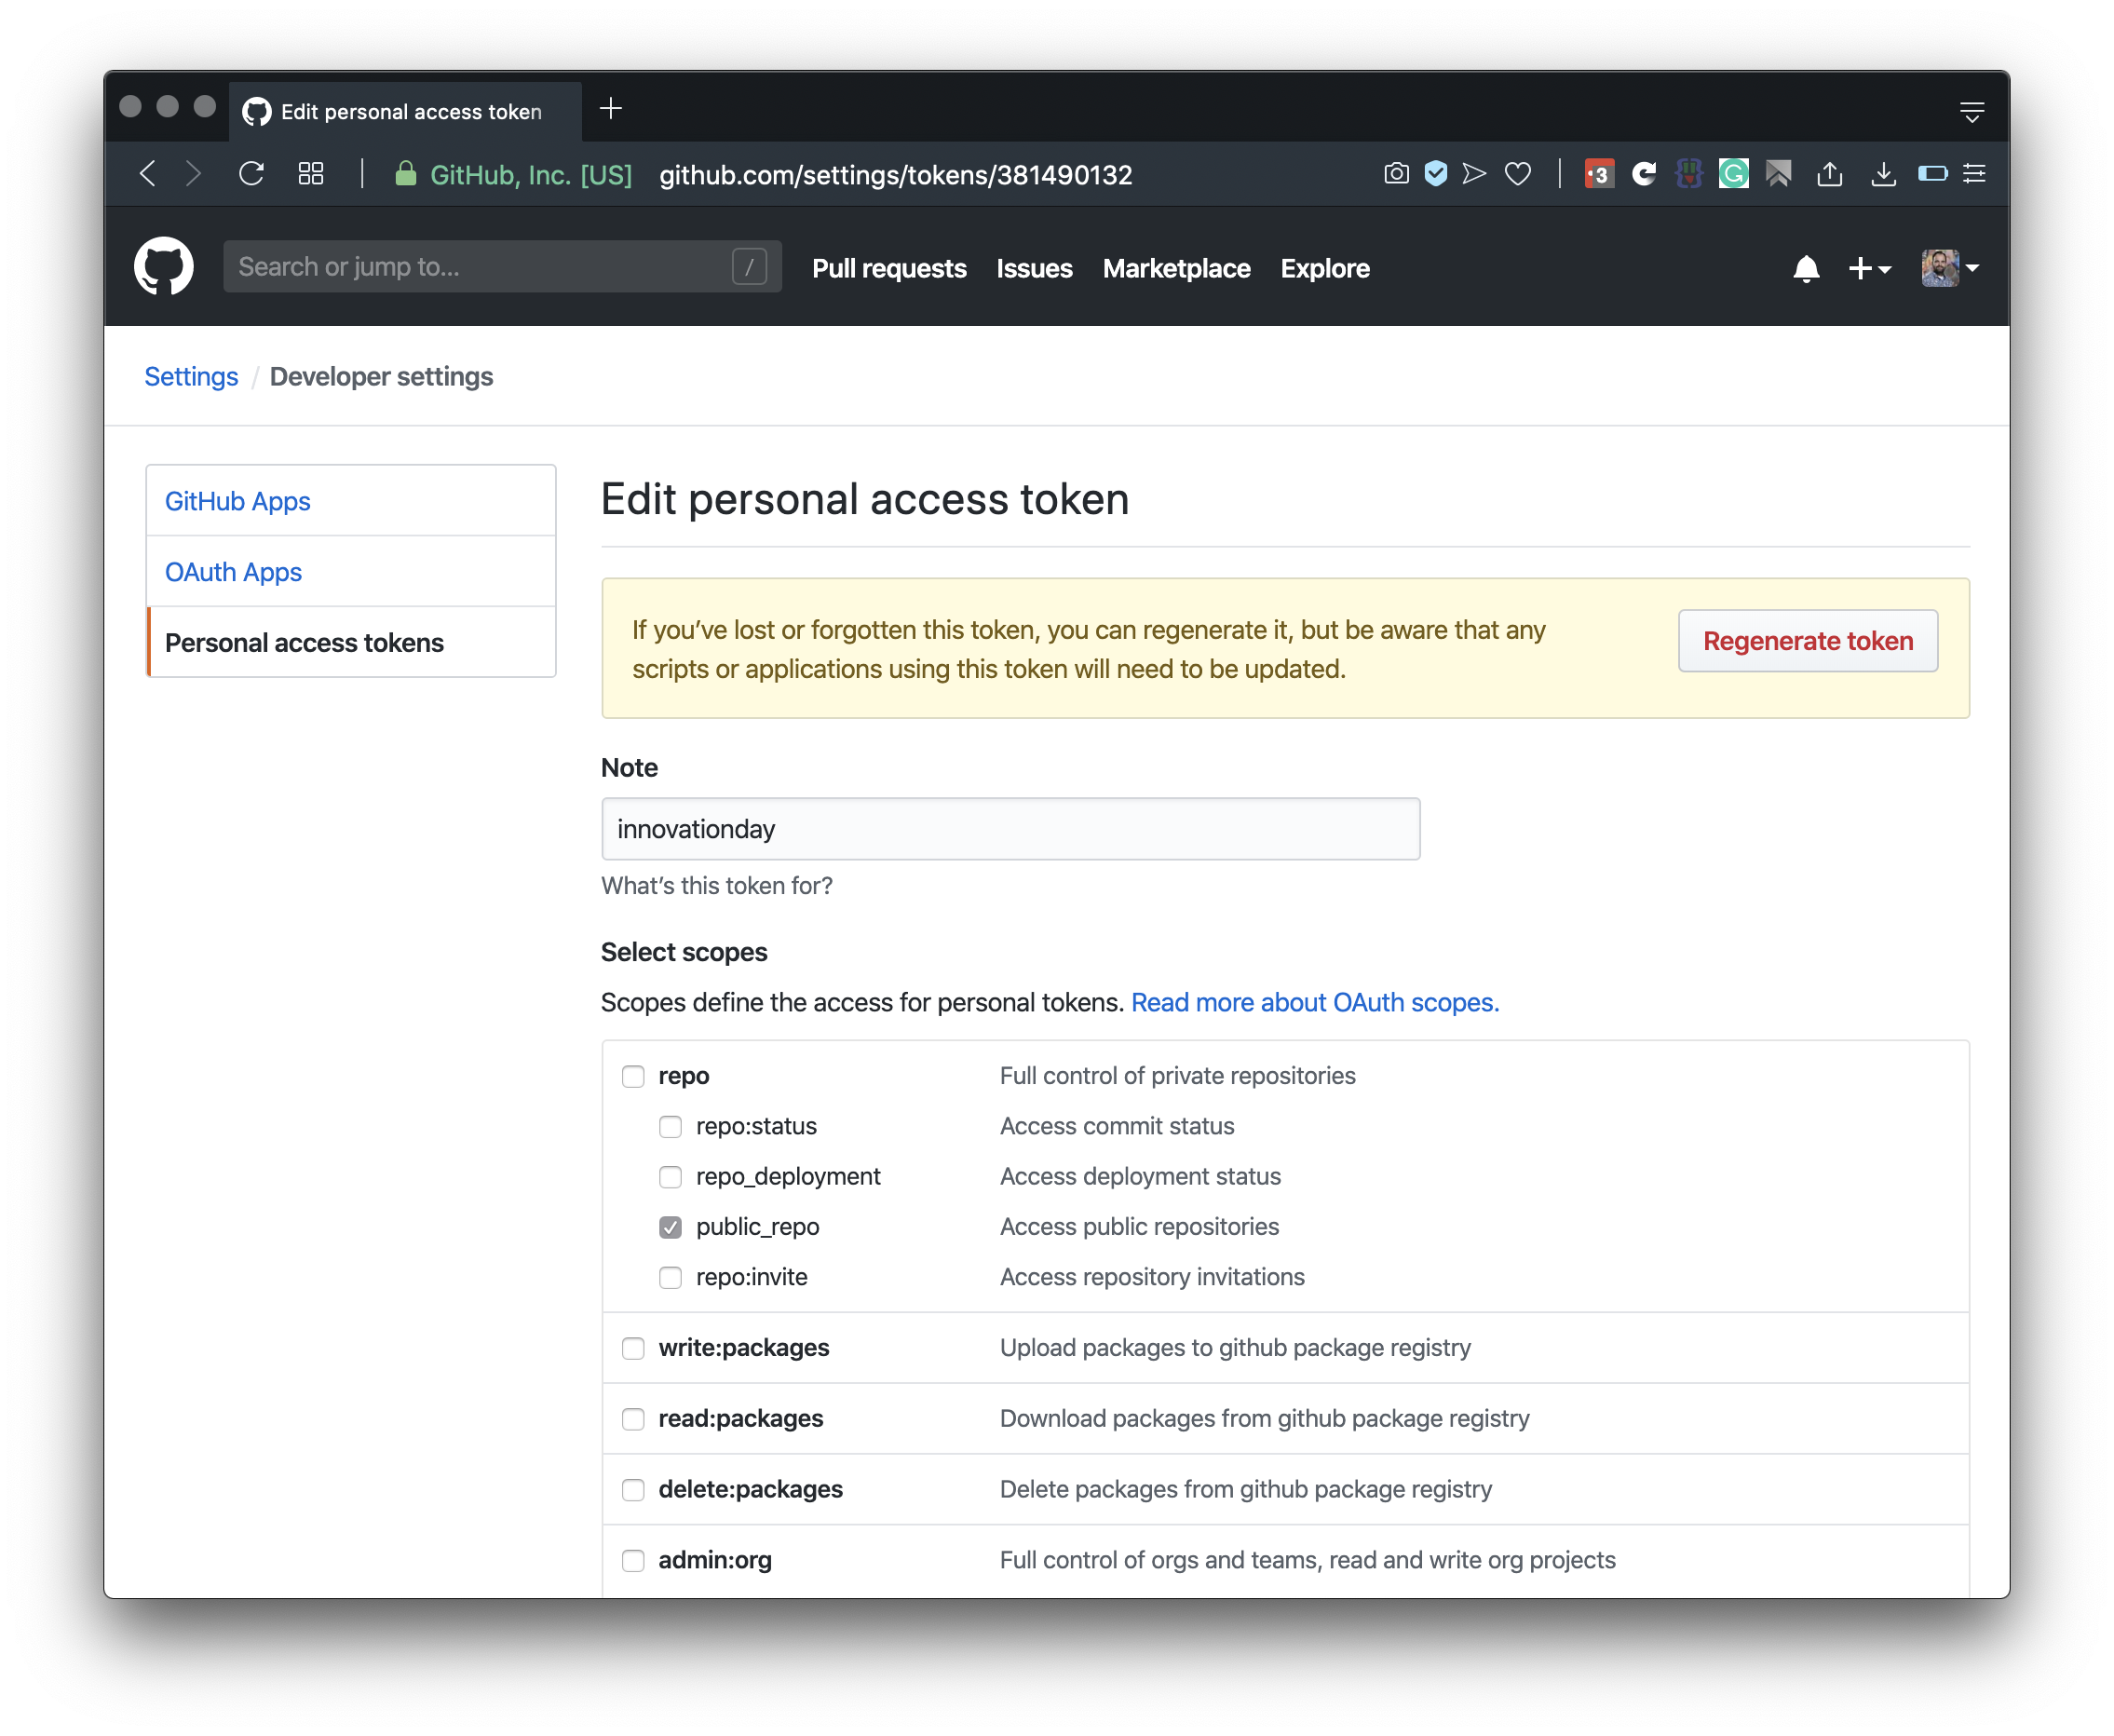 Edit personal access token
GitHub, Inc. [US] github.com/settings/tokens/381490132
3
G
Search or jump to...
/
Pull requests Issues Marketplace Explore
Settings / Developer settings
GitHub Apps
OAuth Apps
Personal access tokens
Edit personal access token
If you’ve lost or forgotten this token, you can regenerate it, but be aware that any
scripts or applications using this token will need to be updated.
Regenerate token
Note
innovationday
What’s this token for?
Select scopes
Scopes define the access for personal tokens. Read more about OAuth scopes.
repo Full control of private repositories
repo:status Access commit status
repo_deployment Access deployment status
public_repo Access public repositories
repo:invite Access repository invitations
write:packages Upload packages to github package registry
read:packages Download packages from github package registry
delete:packages Delete packages from github package registry
admin:org Full control of orgs and teams, read and write org projects